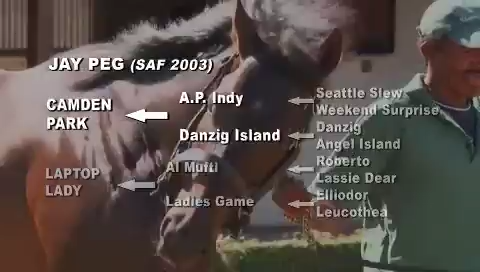 JAY PEG (SAF 2003)
CAMDEN
PARK
A.P. Indy
Danzig Island
Seattle Slew
Weekend Surprise
Danzig
Angel Island
LAPTOP
LADY
Al Mufti
Ladies Game
Roberto
Lassie Dear
Elliodor
Leucothea